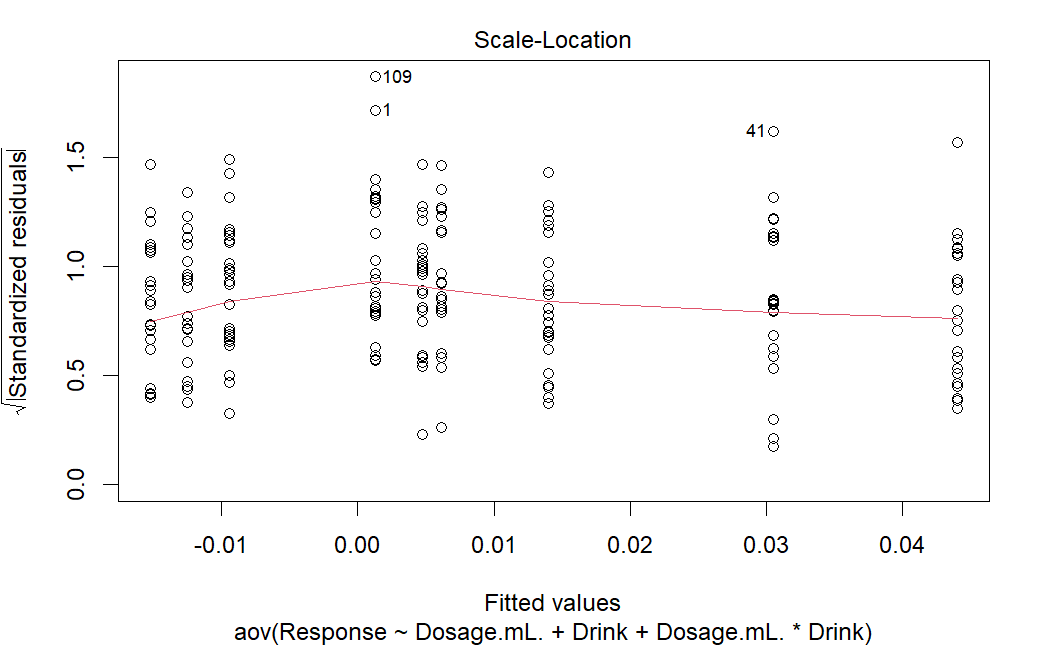 Scale-Location
109
1
41
√|Standardized residuals|
1.5
1.0
0.5
0.0
-0.01 0.00 0.01 0.02 0.03 0.04
Fitted values
aov(Response ~ Dosage.mL. + Drink + Dosage.mL. * Drink)